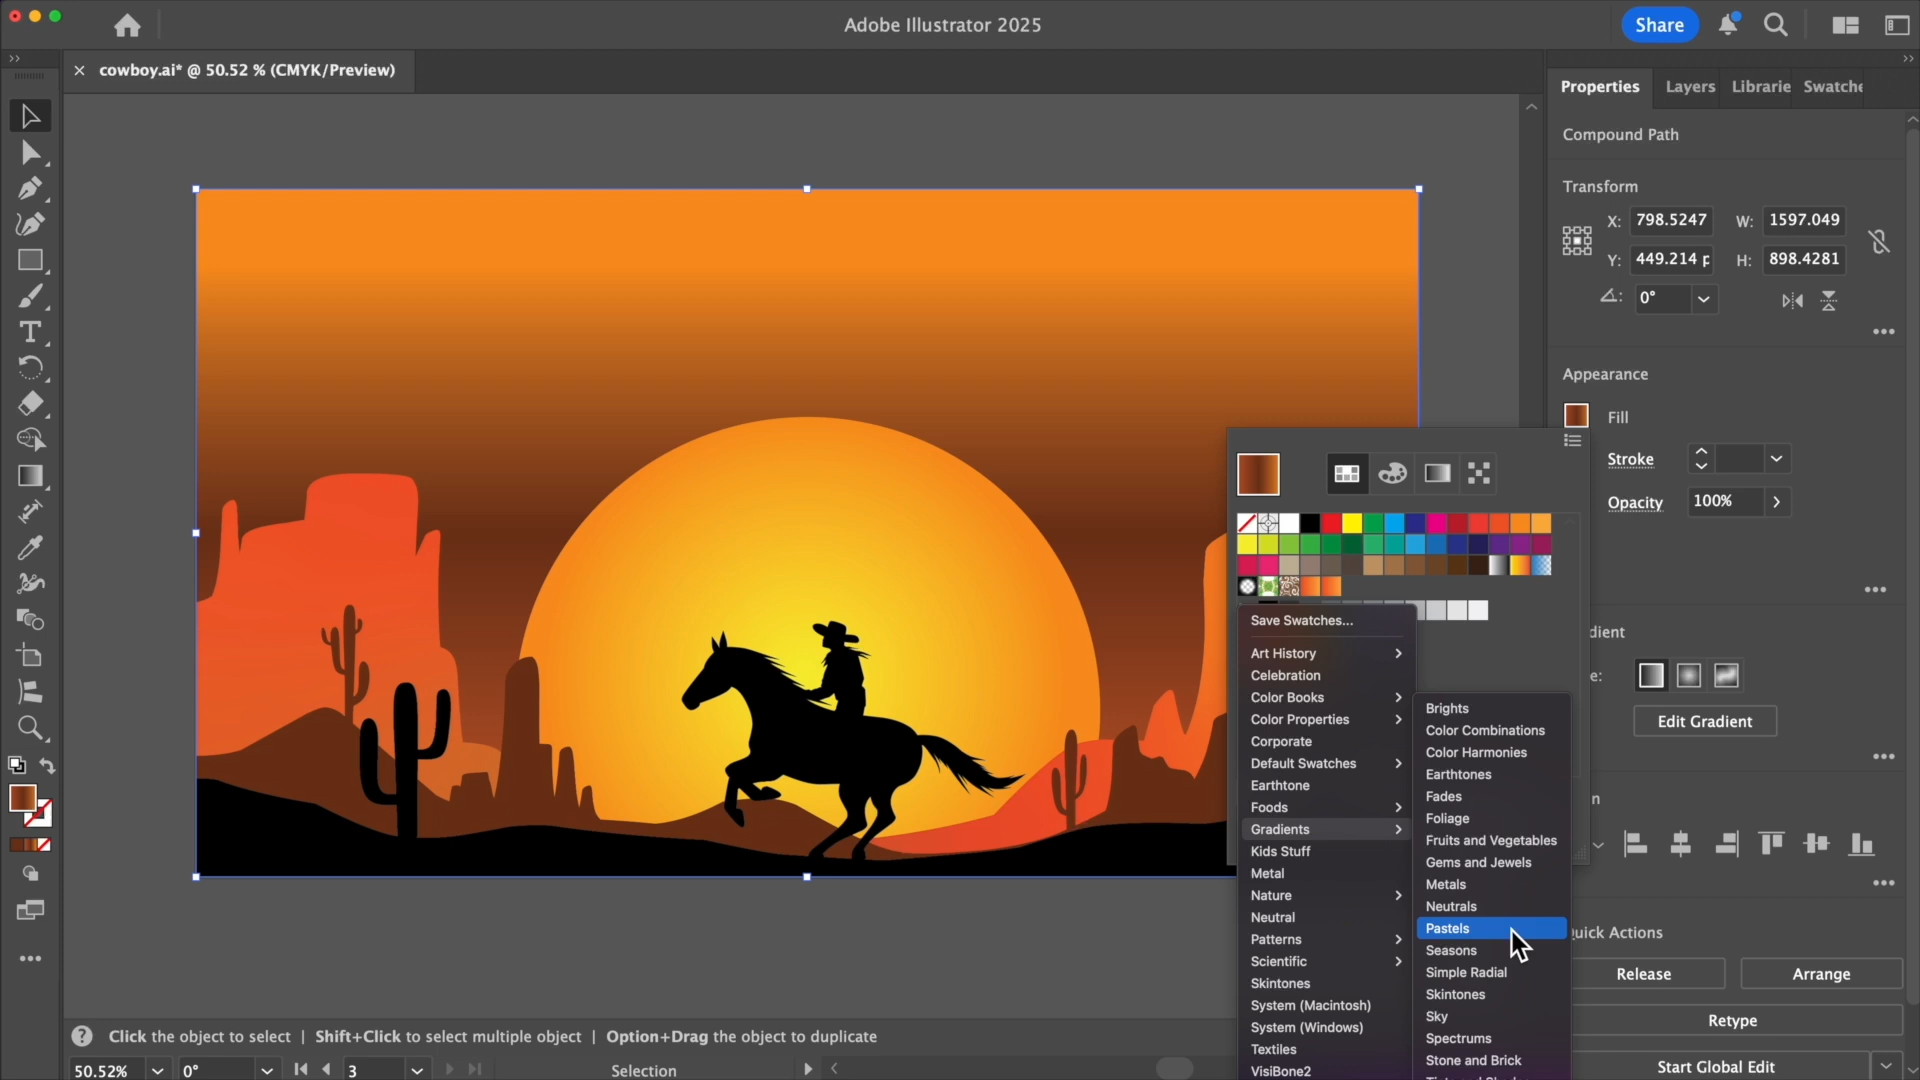 Adobe Illustrator 2025
Share
cowboy.ai* @ 50.52 % (CMYK/Preview)
Properties
Layers
Librarie
Swatche
Compound Path
Transform
X: 798.5247 W: 1597.049
Y: 449.214 p H: 898.4281
0°
Appearance
Fill
Stroke
Opacity 100%
dient
e:
Edit Gradient
n
Quick Actions
Release
Arrange
Retype
Start Global Edit
Save Swatches...
Art History
Celebration
Color Books
Color Properties
Corporate
Default Swatches
Earthtone
Foods
Gradients
Kids Stuff
Metal
Nature
Neutral
Patterns
Scientific
Skintones
System (Macintosh)
System (Windows)
Textiles
VisiBone2
Brights
Color Combinations
Color Harmonies
Earthtones
Fades
Foliage
Fruits and Vegetables
Gems and Jewels
Metals
Neutrals
Pastels
Seasons
Simple Radial
Skintones
Sky
Spectrums
Stone and Brick
Click the object to select | Shift+Click to select multiple object | Option+Drag the object to duplicate
50.52% 0° 3 Selection